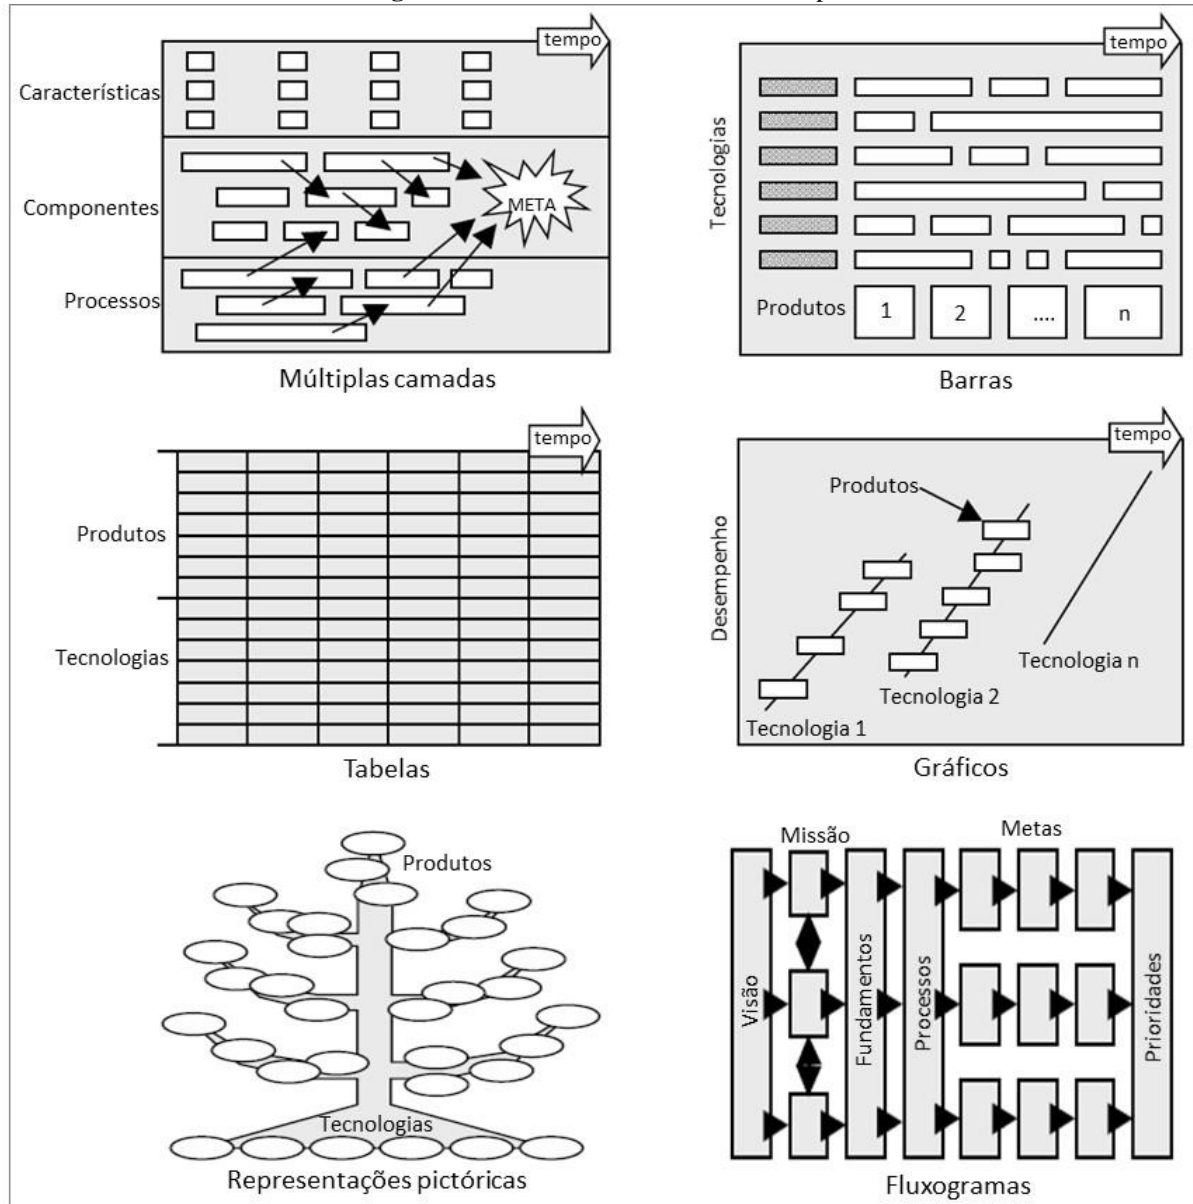 tempo
Características
Componentes
META
Processos
Múltiplas camadas
tempo
Tecnologias
Produtos
1
2
....
n
Barras
tempo
Produtos
Tecnologias
Tabelas
tempo
Produtos
Desempenho
Tecnologia n
Tecnologia 2
Tecnologia 1
Gráficos
Produtos
Tecnologias
Representações pictóricas
Missão
Metas
Visão
Fundamentos
Processos
Prioridades
Fluxogramas